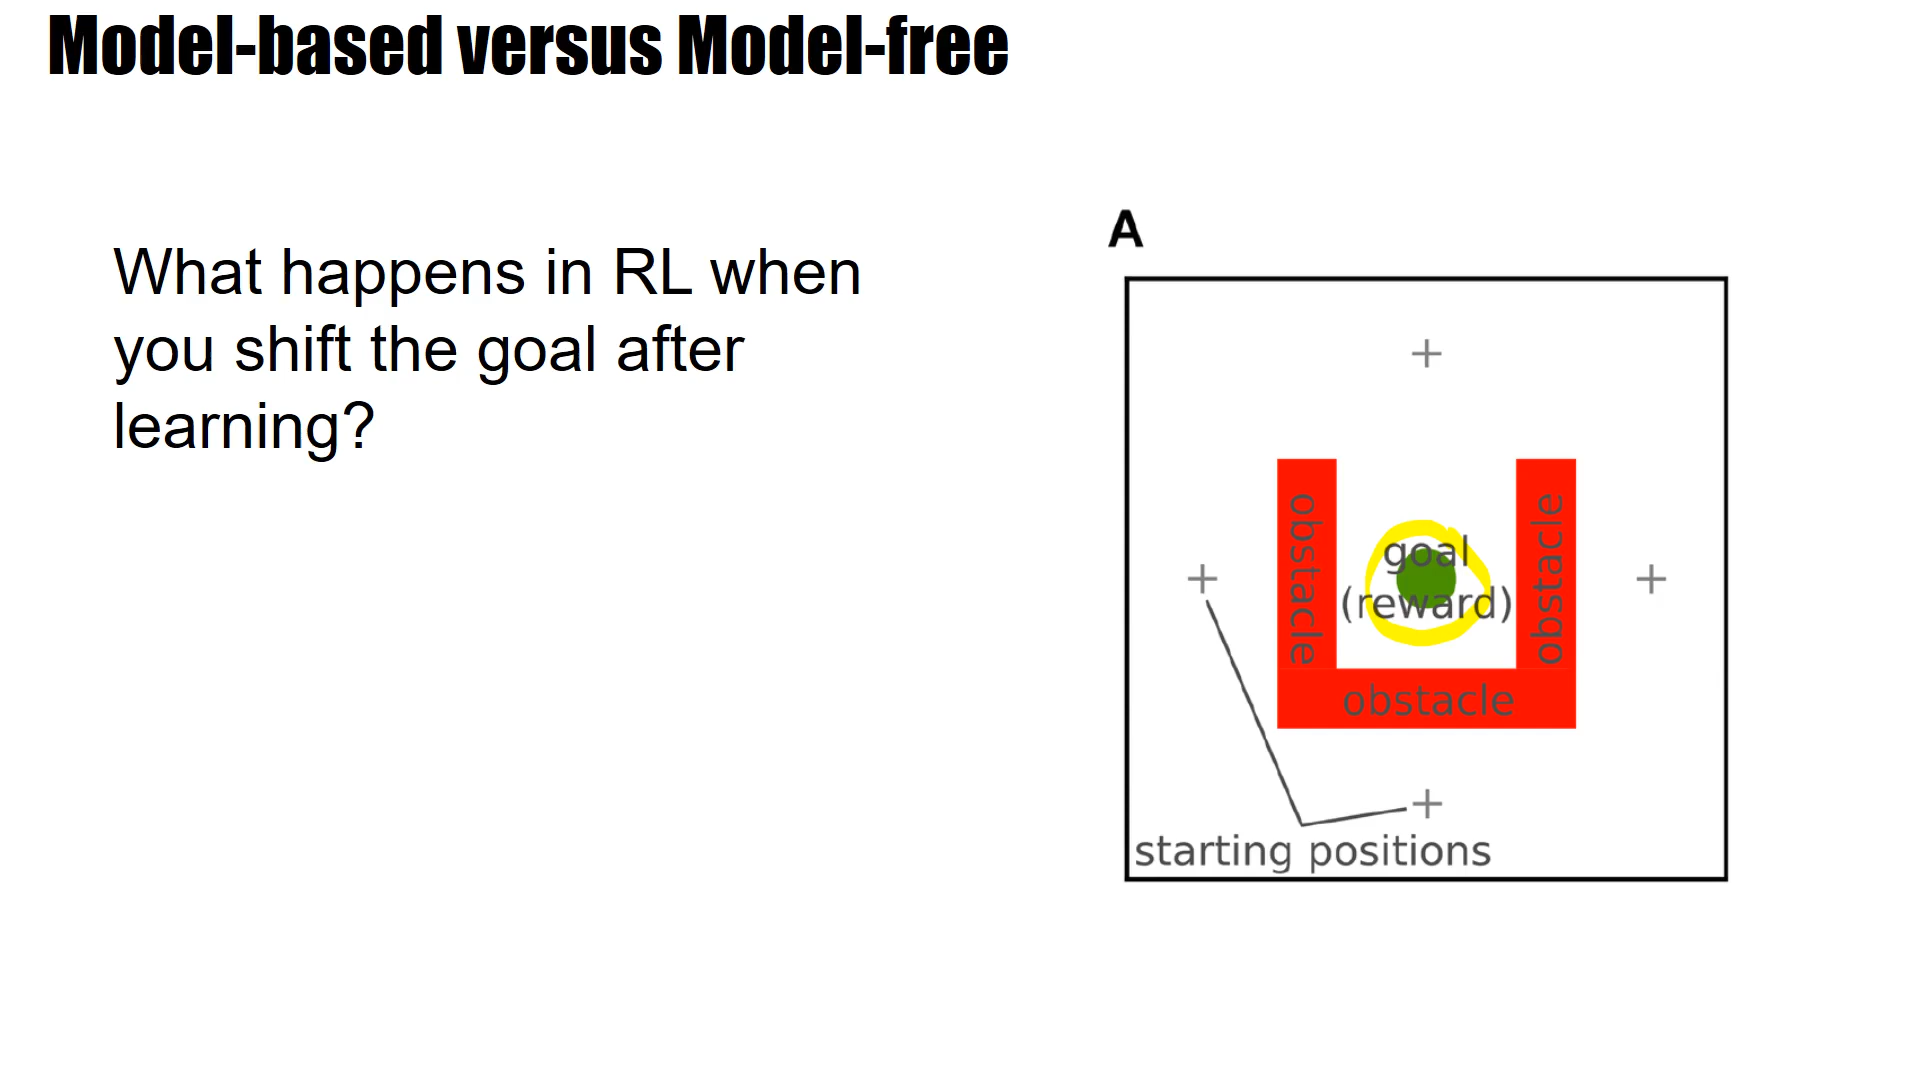 Model-based versus Model-free
What happens in RL when
you shift the goal after
learning?
A
obstacle
goal
(reward)
obstacle
obstacle
starting positions